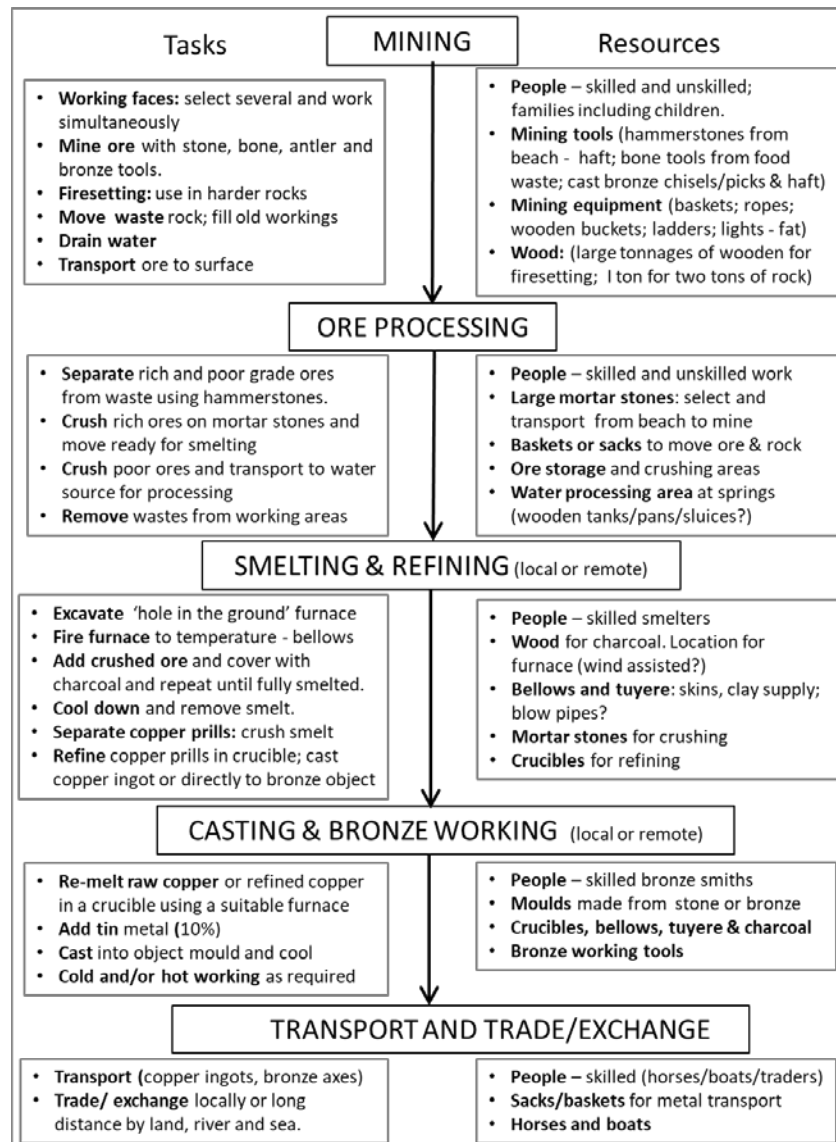 Tasks
MINING
Resources
• Working faces: select several and work
simultaneously
• Mine ore with stone, bone, antler and
bronze tools.
• Firesetting: use in harder rocks
• Move waste rock; fill old workings
• Drain water
• Transport ore to surface
• People – skilled and unskilled;
families including children.
• Mining tools (hammerstones from
beach - haft; bone tools from food
waste; cast bronze chisels/picks & haft)
• Mining equipment (baskets; ropes;
wooden buckets; ladders; lights - fat)
• Wood: (large tonnages of wooden for
firesetting; I ton for two tons of rock)
ORE PROCESSING
• Separate rich and poor grade ores
from waste using hammerstones.
• Crush rich ores on mortar stones and
move ready for smelting
• Crush poor ores and transport to water
source for processing
• Remove wastes from working areas
• People – skilled and unskilled work
• Large mortar stones: select and
transport from beach to mine
• Baskets or sacks to move ore & rock
• Ore storage and crushing areas
• Water processing area at springs
(wooden tanks/pans/sluices?)
SMELTING & REFINING (local or remote)
• Excavate ‘hole in the ground’ furnace
• Fire furnace to temperature - bellows
• Add crushed ore and cover with
charcoal and repeat until fully smelted.
• Cool down and remove smelt.
• Separate copper prills: crush smelt
• Refine copper prills in crucible; cast
copper ingot or directly to bronze object
• People – skilled smelters
• Wood for charcoal. Location for
furnace (wind assisted?)
• Bellows and tuyere: skins, clay supply;
blow pipes?
• Mortar stones for crushing
• Crucibles for refining
CASTING & BRONZE WORKING (local or remote)
• Re-melt raw copper or refined copper
in a crucible using a suitable furnace
• Add tin metal (10%)
• Cast into object mould and cool
• Cold and/or hot working as required
• People – skilled bronze smiths
• Moulds made from stone or bronze
• Crucibles, bellows, tuyere & charcoal
• Bronze working tools
TRANSPORT AND TRADE/EXCHANGE
• Transport (copper ingots, bronze axes)
• Trade/ exchange locally or long
distance by land, river and sea.
• People – skilled (horses/boats/traders)
• Sacks/baskets for metal transport
• Horses and boats